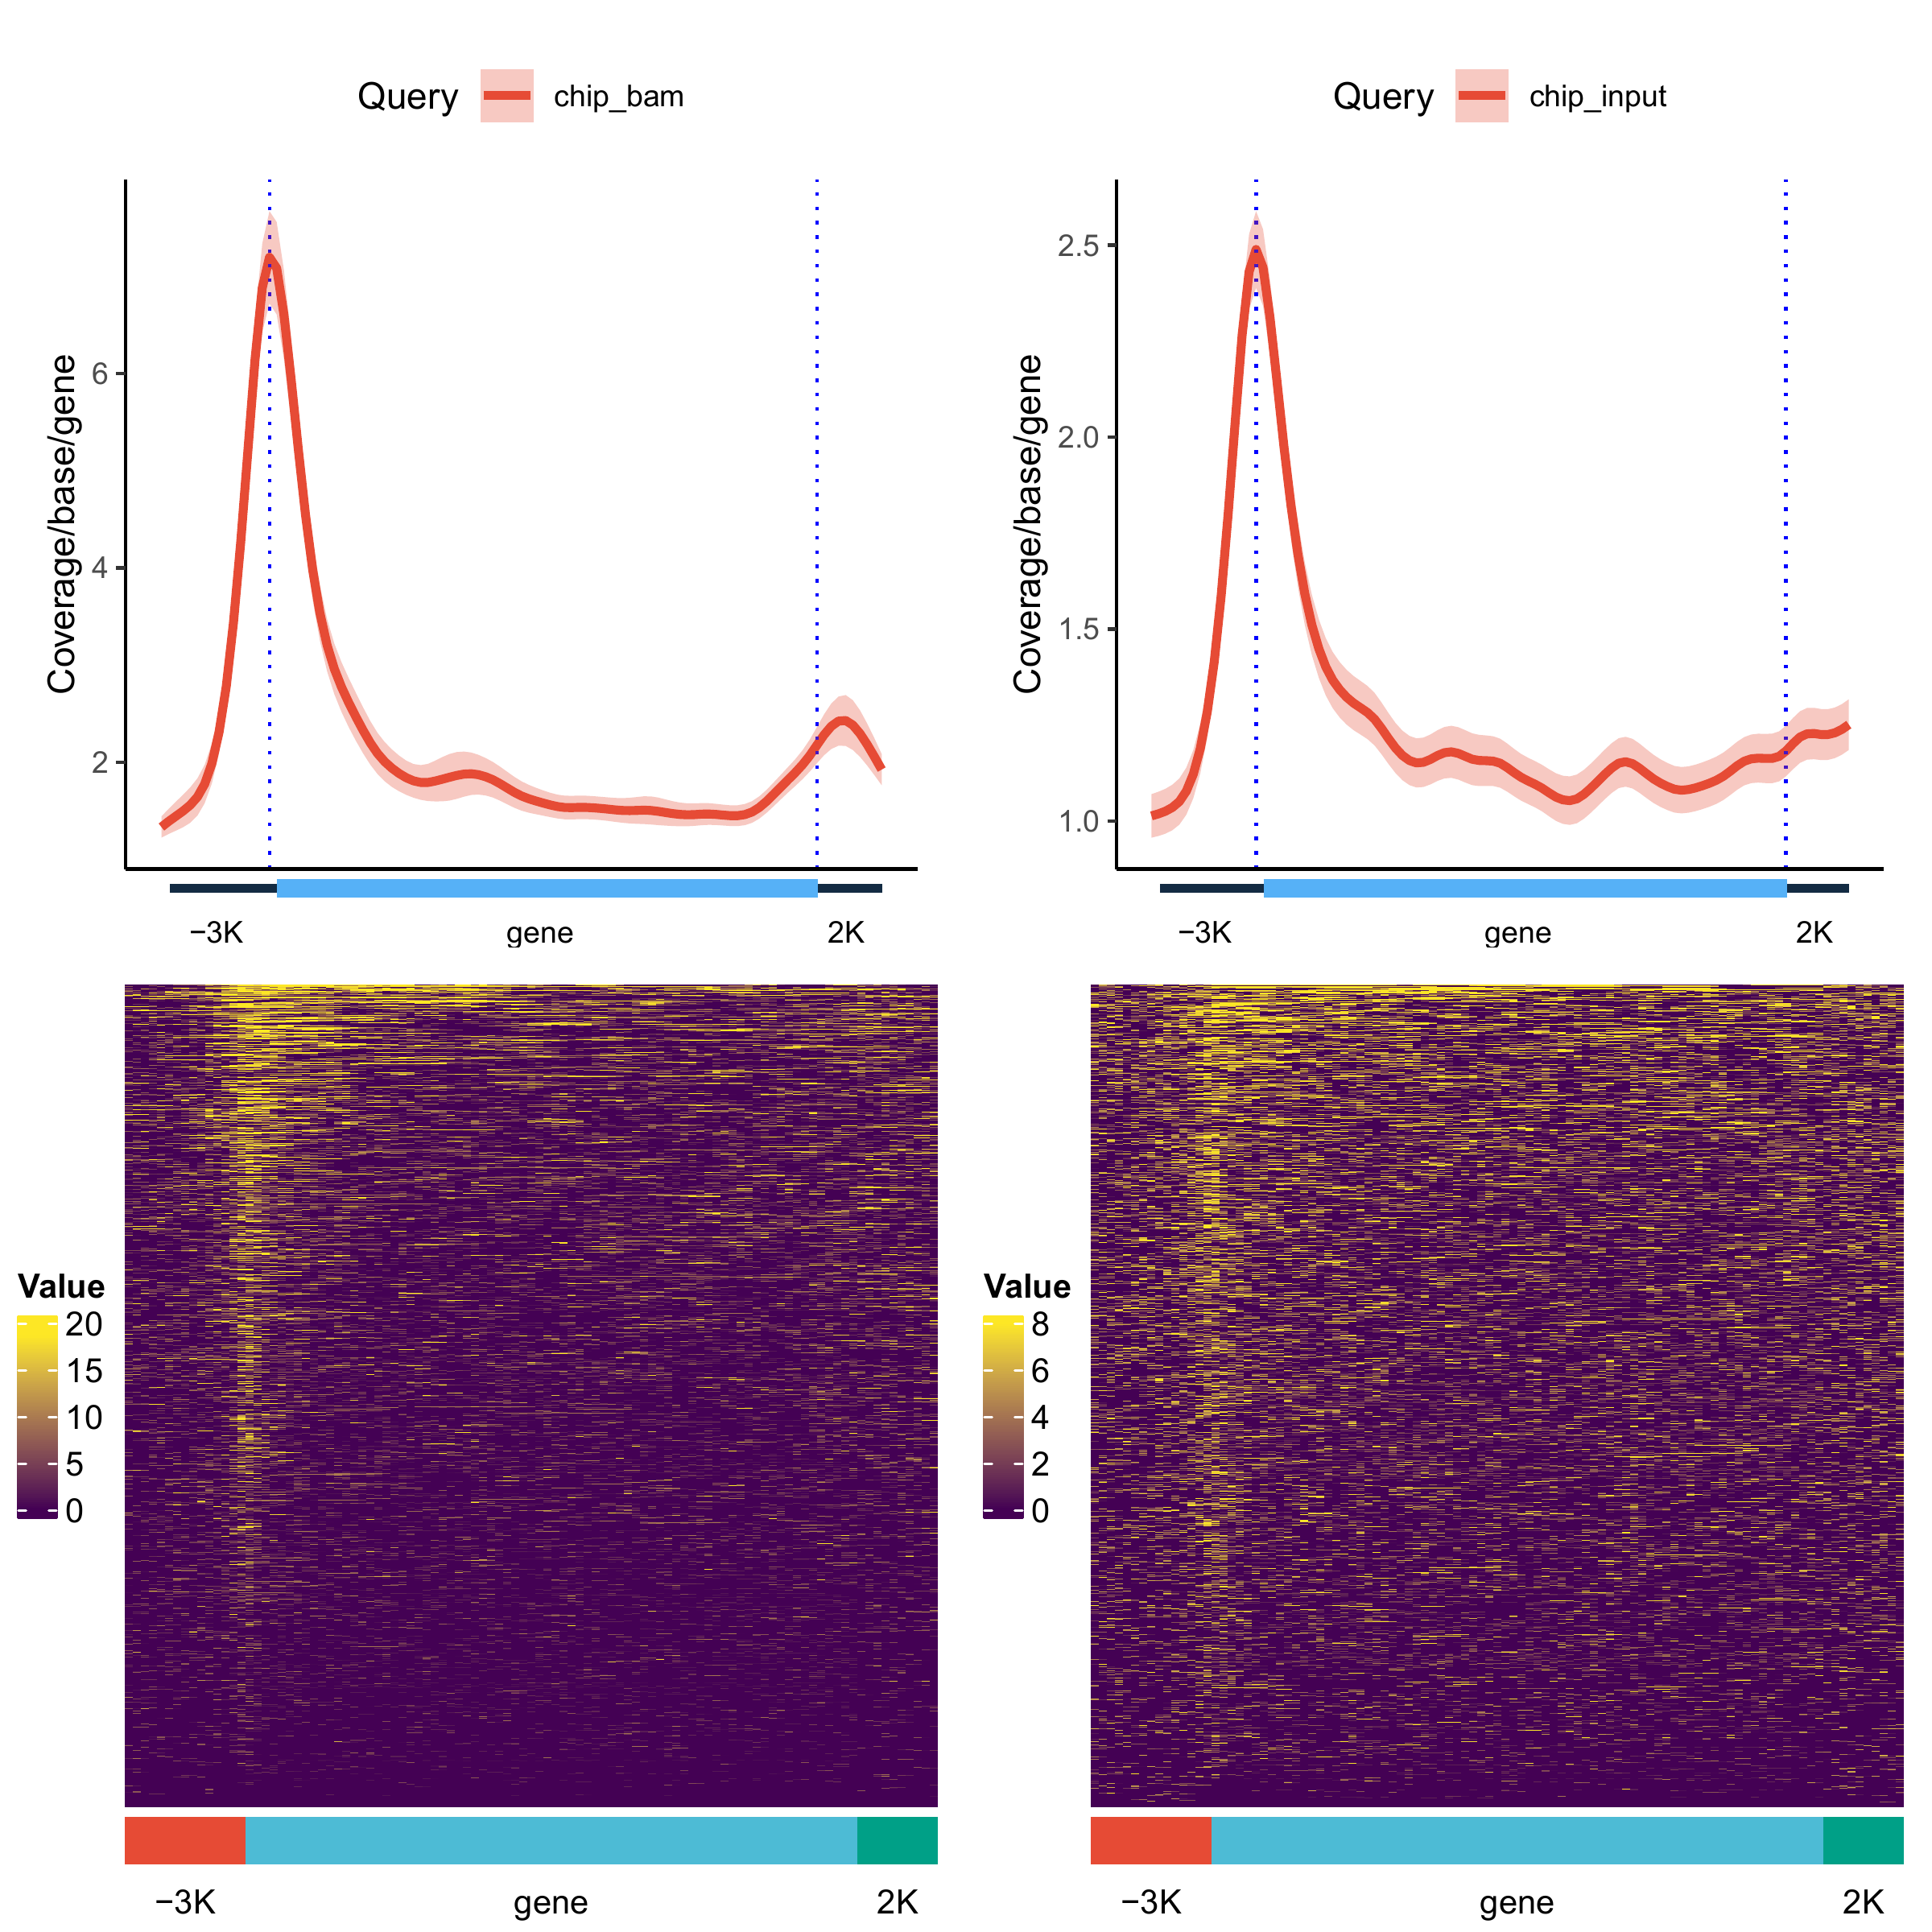 Query chip_bam
Coverage/base/gene
6
4
2
−3K gene 2K
Query chip_input
Coverage/base/gene
2.5
2.0
1.5
1.0
−3K gene 2K
Value
20
15
10
5
0
−3K gene 2K
Value
8
6
4
2
0
−3K gene 2K